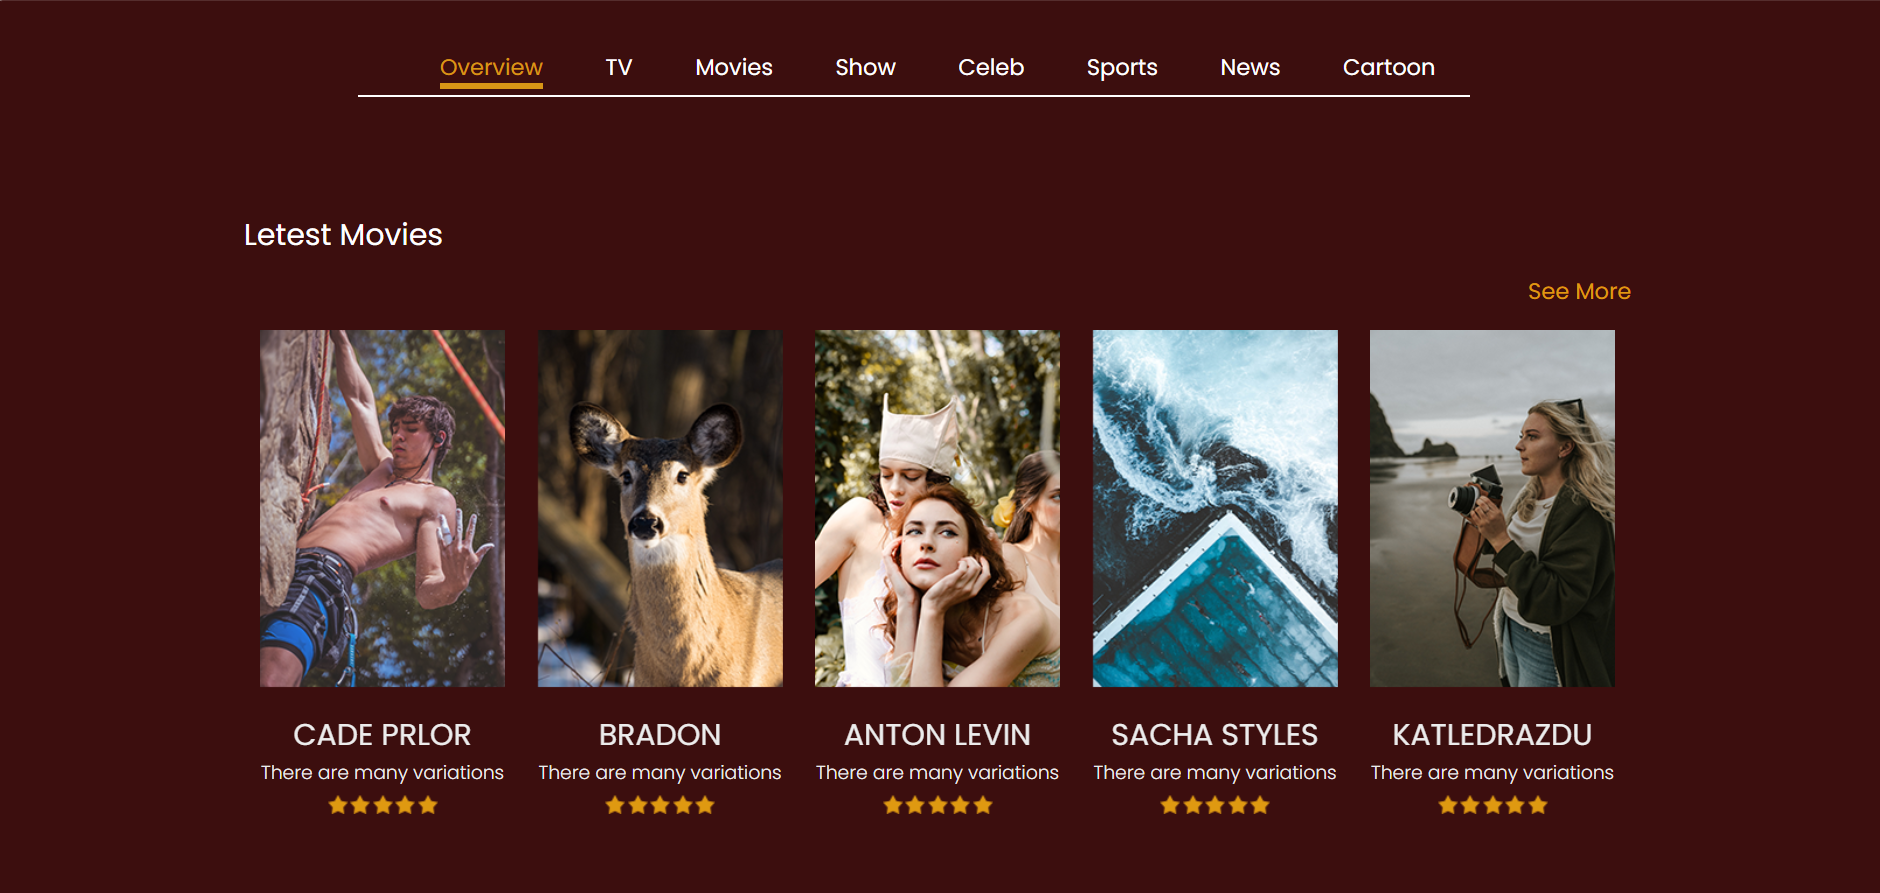 Overview TV Movies Show Celeb Sports News Cartoon
Letest Movies
See More
CADE PRLOR
There are many variations
BRADON
There are many variations
ANTON LEVIN
There are many variations
SACHA STYLES
There are many variations
KATLEDRAZDU
There are many variations